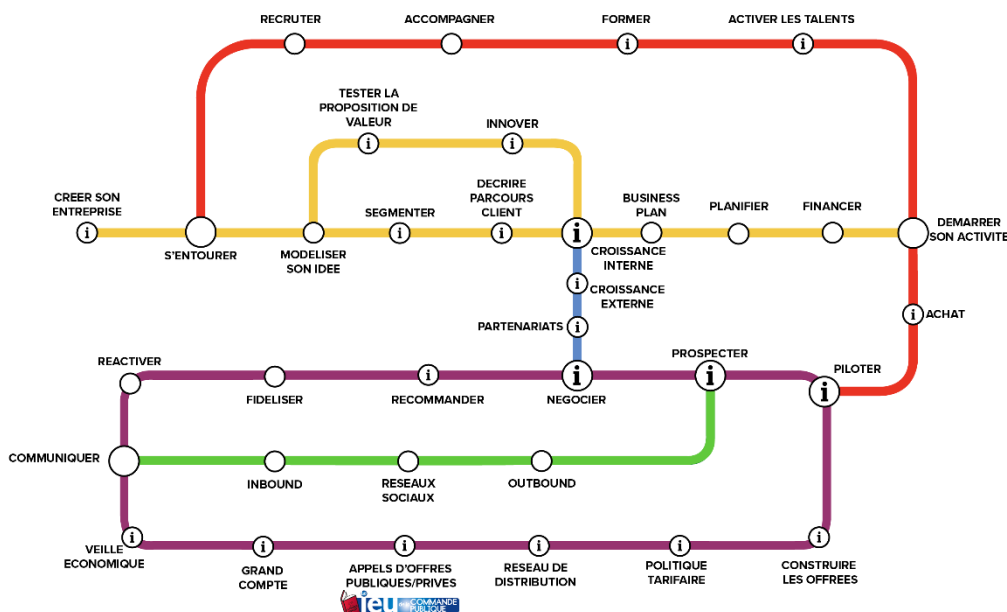 RECRUTER
ACCOMPAGNER
FORMER
ACTIVER LES TALENTS
TESTER LA
PROPOSITION DE
VALEUR
INNOVER
CREER SON
ENTREPRISE
S'ENTOURER
MODELISER
SON IDEE
SEGMENTER
DECRIRE
PARCOURS
CLIENT
CROISSANCE
INTERNE
BUSINESS
PLAN
PLANIFIER
FINANCER
DEMARRER
SON ACTIVITE
CROISSANCE
EXTERNE
ACHAT
PARTENARIATS
REACTIVER
FIDELISER
RECOMMANDER
NEGOCIER
PROSPECTER
PILOTER
COMMUNIQUER
INBOUND
RESEAUX
SOCIAUX
OUTBOUND
VEILLE
ECONOMIQUE
GRAND
COMPTE
APPELS D'OFFRES
PUBLIQUES/PRIVES
RESEAU DE
DISTRIBUTION
POLITIQUE
TARIFAIRE
CONSTRUIRE
LES OFFREES
jeu
COMMANDE
PUBLIQUE